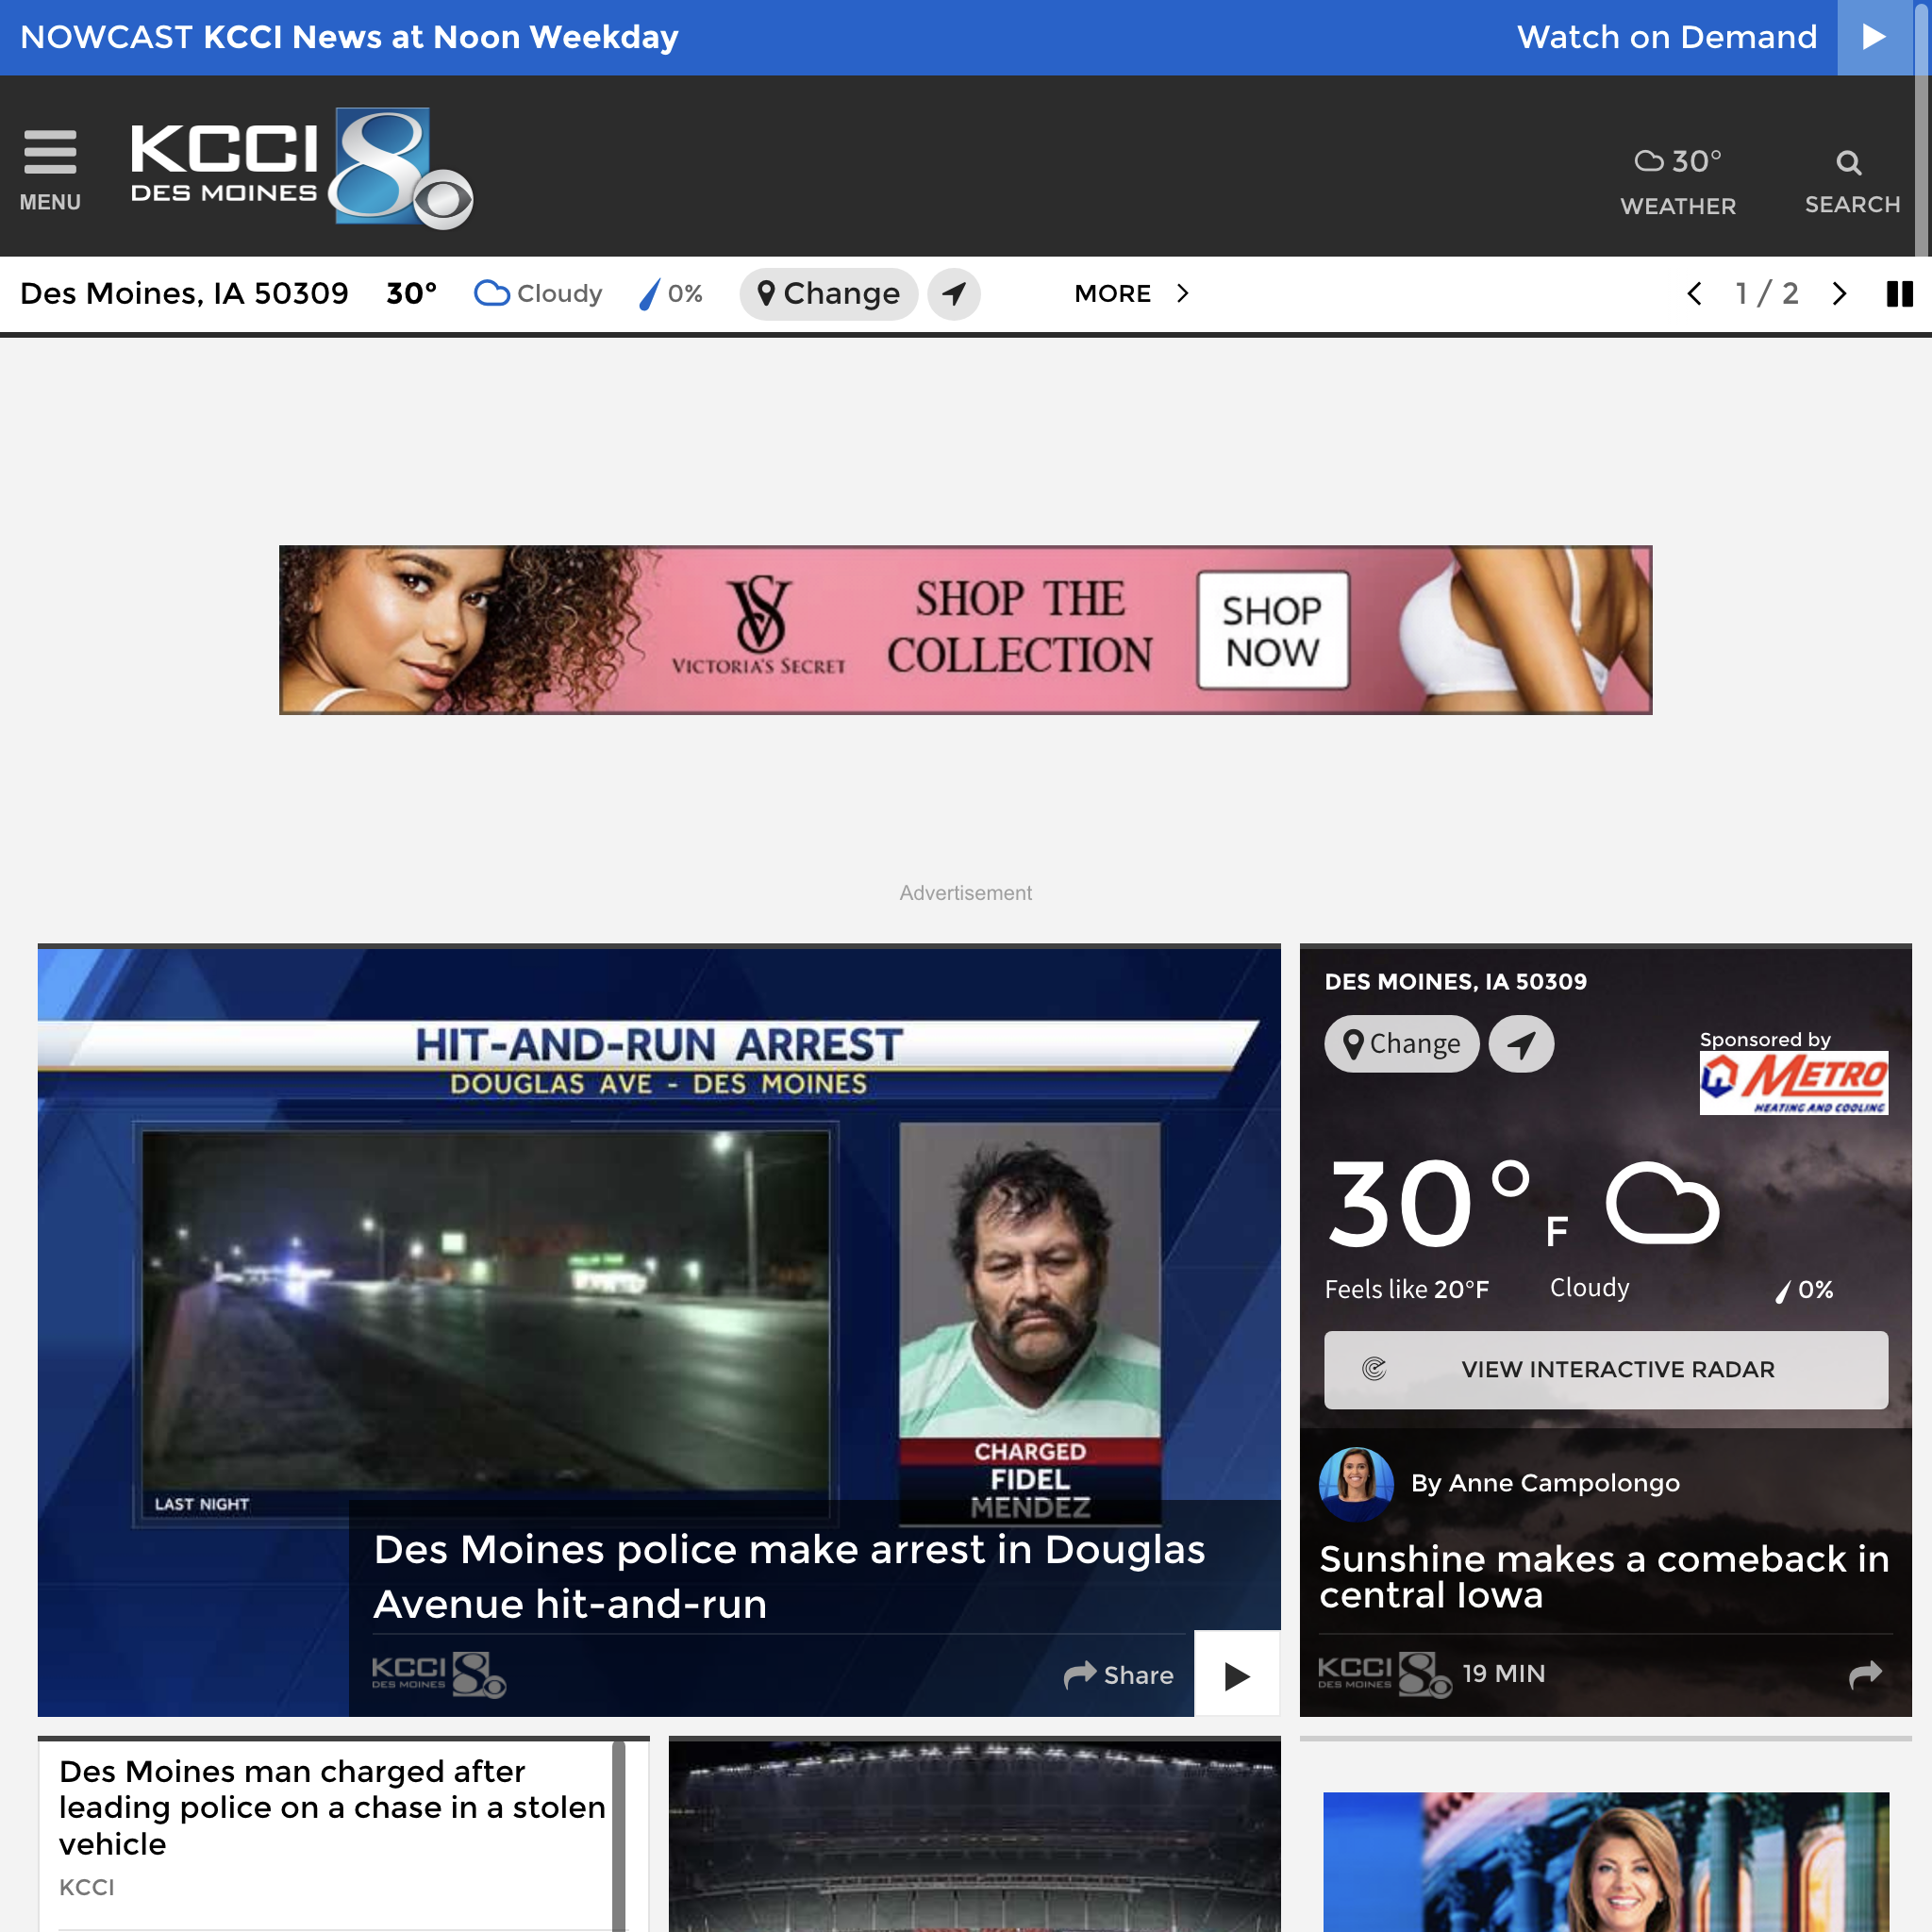 NOWCAST KCCI News at Noon Weekday
Watch on Demand
MENU
KCCI
DES MOINES
8
30°
WEATHER
SEARCH
Des Moines, IA 50309
30°
Cloudy
0%
Change
MORE
1 / 2
VS
VICTORIA'S SECRET
SHOP THE
COLLECTION
SHOP
NOW
Advertisement
HIT-AND-RUN ARREST
DOUGLAS AVE - DES MOINES
LAST NIGHT
CHARGED
FIDEL
MENDEZ
Des Moines police make arrest in Douglas
Avenue hit-and-run
KCCI
DES MOINES
8
Share
DES MOINES, IA 50309
Change
Sponsored by
METRO
HEATING AND COOLING
30°F
Feels like 20°F
Cloudy
0%
VIEW INTERACTIVE RADAR
By Anne Campolongo
Sunshine makes a comeback in
central Iowa
KCCI
DES MOINES
8
19 MIN
Des Moines man charged after
leading police on a chase in a stolen
vehicle
KCCI